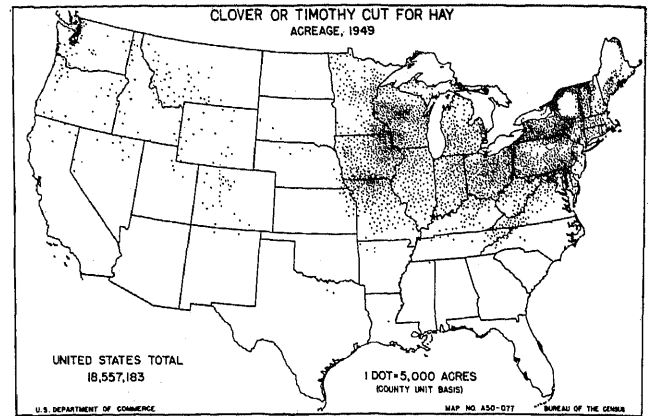 CLOVER OR TIMOTHY CUT FOR HAY
ACREAGE, 1949
UNITED STATES TOTAL
18,557,183
1 DOT=5,000 ACRES
(COUNTY UNIT BASIS)
U.S. DEPARTMENT OF COMMERCE
MAP NO. A50-077
BUREAU OF THE CENSUS